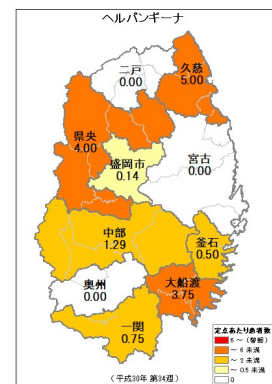 ヘルパンギーナ
二戸
0.00
久慈
5.00
県央
4.00
盛岡市
0.14
宮古
0.00
中部
1.29
釜石
0.50
奥州
0.00
大船渡
3.75
一関
0.75
定点あたり患者数
6 ～ (警報)
～ 6 未満
～ 2 未満
～ 0.5 未満
0
(平成30年 第34週)